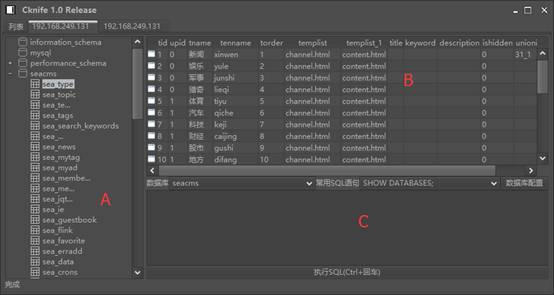 Cknife 1.0 Release
列表 192.168.249.131 192.168.249.131
information_schema
mysql
performance_schema
seacms
sea_type
sea_topic
sea_te...
sea_tags
sea_search_keywords
sea_...
sea_news
sea_mytag
sea_myad
sea_membe...
sea_me...
sea_jqt...
sea_ie
sea_guestbook
sea_flink
sea_favorite
sea_erradd
sea_data
sea_crons
A
tid upid tname tenname torder templist templist_1 title keyword description ishidden unioni
1 0 新闻 xinwen 1 channel.html content.html 0 31_1
2 0 娱乐 yule 2 channel.html content.html 0
3 0 军事 junshi 3 channel.html content.html 0
4 0 猎奇 lieqi 4 channel.html content.html 0
5 1 体育 tiyu 5 channel.html content.html 0
6 1 汽车 qiche 6 channel.html content.html 0
7 1 科技 keji 7 channel.html content.html 0
8 1 财经 caijing 8 channel.html content.html 0
9 1 股市 gushi 9 channel.html content.html 0
10 1 地方 difang 10 channel.html content.html 0
B
数据库 seacms 常用SQL语句 SHOW DATABASES; 数据库配置
C
执行SQL(Ctrl+回车)
完成